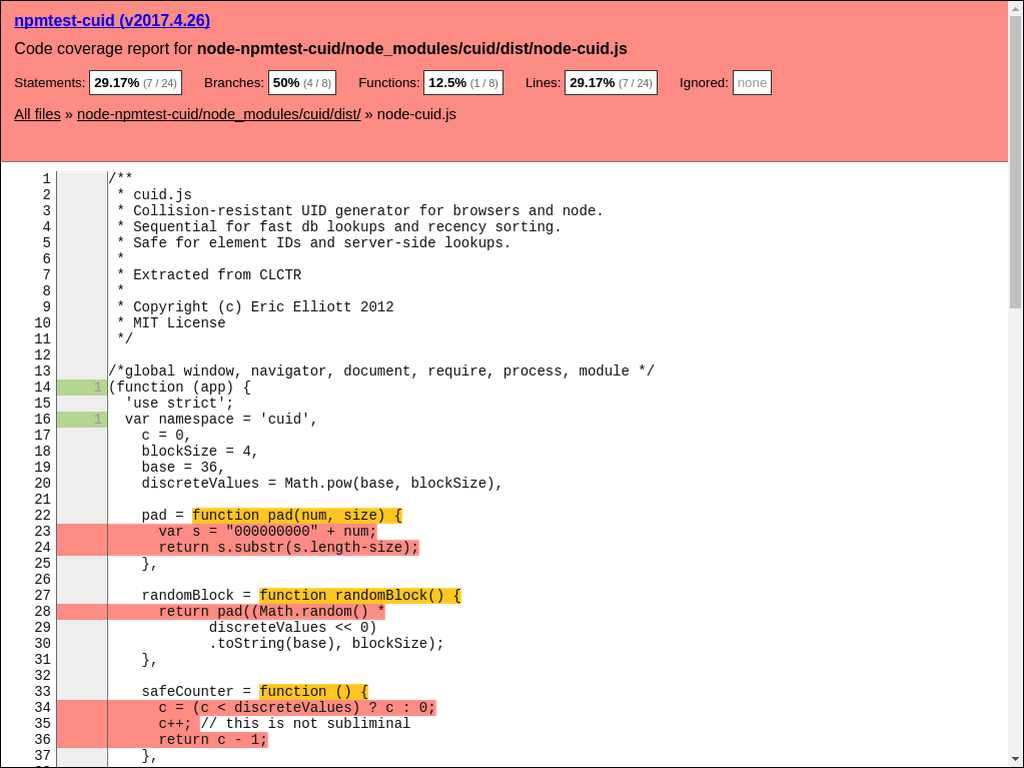 npmtest-cuid (v2017.4.26)
Code coverage report for node-npmtest-cuid/node_modules/cuid/dist/node-cuid.js
Statements: 29.17% (7 / 24) Branches: 50% (4 / 8) Functions: 12.5% (1 / 8) Lines: 29.17% (7 / 24) Ignored: none
All files » node-npmtest-cuid/node_modules/cuid/dist/ » node-cuid.js
1 /**
2 * cuid.js
3 * Collision-resistant UID generator for browsers and node.
4 * Sequential for fast db lookups and recency sorting.
5 * Safe for element IDs and server-side lookups.
6 *
7 * Extracted from CLCTR
8 *
9 * Copyright (c) Eric Elliott 2012
10 * MIT License
11 */
12
13 /*global window, navigator, document, require, process, module */
14 1 (function (app) {
15 'use strict';
16 1 var namespace = 'cuid',
17 c = 0,
18 blockSize = 4,
19 base = 36,
20 discreteValues = Math.pow(base, blockSize),
21
22 pad = function pad(num, size) {
23 var s = "000000000" + num;
24 return s.substr(s.length-size);
25 },
26
27 randomBlock = function randomBlock() {
28 return pad((Math.random() *
29 discreteValues << 0)
30 .toString(base), blockSize);
31 },
32
33 safeCounter = function () {
34 c = (c < discreteValues) ? c : 0;
35 c++; // this is not subliminal
36 return c - 1;
37 },